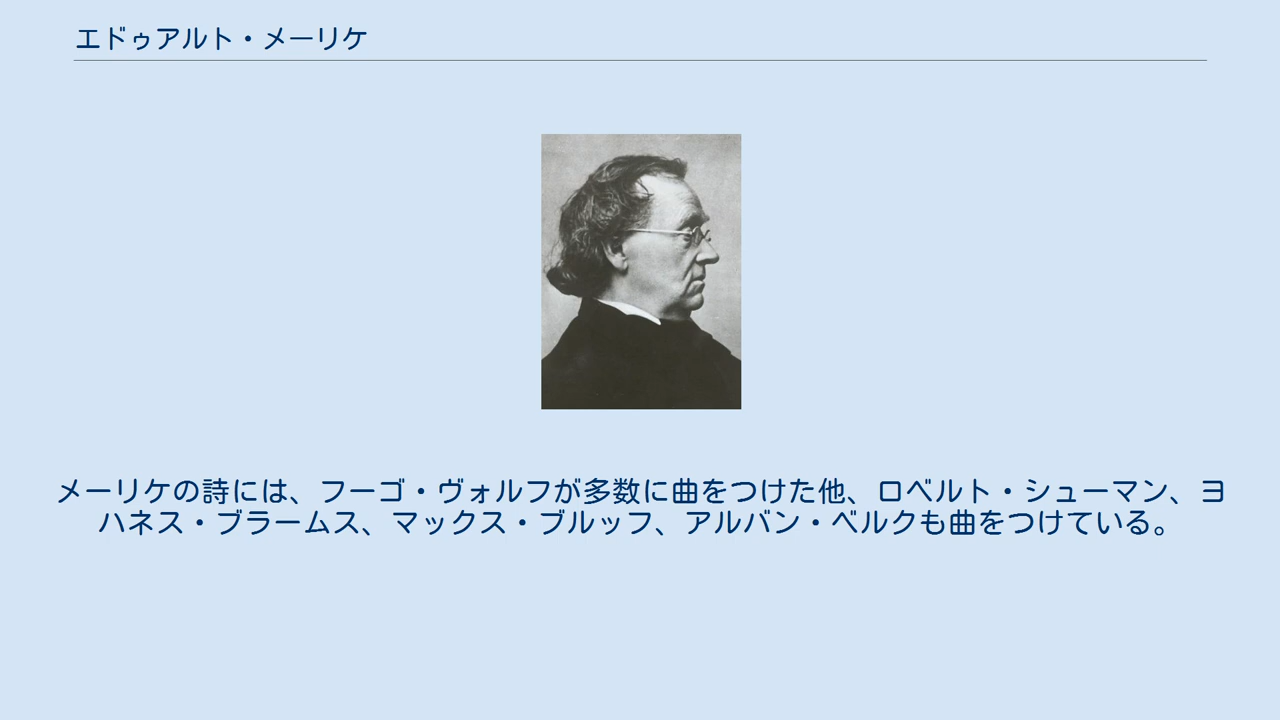 エドゥアルト・メーリケ
メーリケの詩には、フーゴ・ヴォルフが多数に曲をつけた他、ロベルト・シューマン、ヨ
ハネス・ブラームス、マックス・ブルッフ、アルバン・ベルクも曲をつけている。